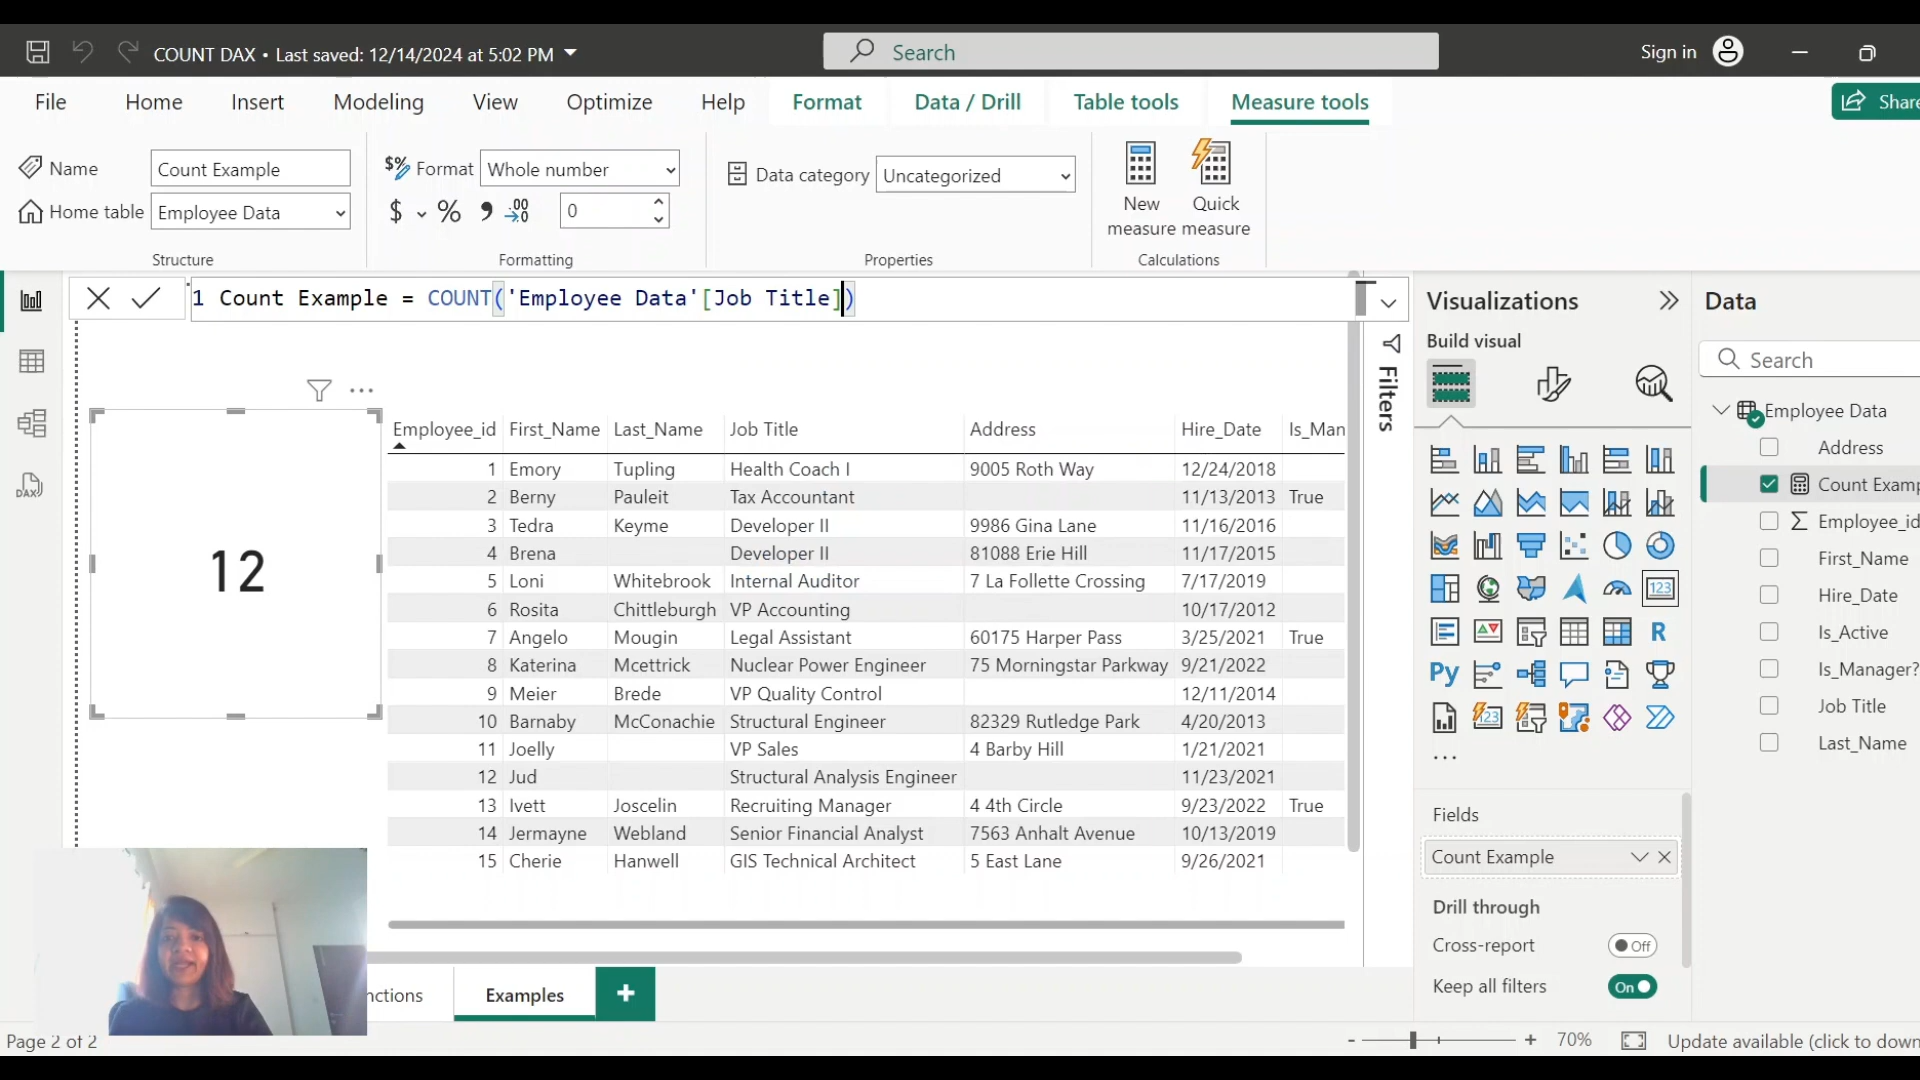 COUNT DAX • Last saved: 12/14/2024 at 5:02 PM
Search
Sign in
File Home Insert Modeling View Optimize Help Format Data / Drill Table tools Measure tools
Share
Name Count Example
Home table Employee Data
Structure
$% Format Whole number
$ % , .00 0
Formatting
Data category Uncategorized
Properties
New measure
Quick measure
Calculations
1 Count Example = COUNT('Employee Data'[Job Title])
12
Employee_id First_Name Last_Name Job Title Address Hire_Date Is_Man
1 Emory Tupling Health Coach I 9005 Roth Way 12/24/2018
2 Berny Pauleit Tax Accountant 11/13/2013 True
3 Tedra Keyme Developer II 9986 Gina Lane 11/16/2016
4 Brena Developer II 81088 Erie Hill 11/17/2015
5 Loni Whitebrook Internal Auditor 7 La Follette Crossing 7/17/2019
6 Rosita Chittleburgh VP Accounting 10/17/2012
7 Angelo Mougin Legal Assistant 60175 Harper Pass 3/25/2021 True
8 Katerina Mcettrick Nuclear Power Engineer 75 Morningstar Parkway 9/21/2022
9 Meier Brede VP Quality Control 12/11/2014
10 Barnaby McConachie Structural Engineer 82329 Rutledge Park 4/20/2013
11 Joelly VP Sales 4 Barby Hill 1/21/2021
12 Jud Structural Analysis Engineer 11/23/2021
13 Ivett Joscelin Recruiting Manager 4 4th Circle 9/23/2022 True
14 Jermayne Webland Senior Financial Analyst 7563 Anhalt Avenue 10/13/2019
15 Cherie Hanwell GIS Technical Architect 5 East Lane 9/26/2021
Filters
Visualizations
Build visual
123
R
Py
123
Fields
Count Example
Drill through
Cross-report Off
Keep all filters On
Data
Search
Employee Data
Address
Count Examp
Employee_id
First_Name
Hire_Date
Is_Active
Is_Manager?
Job Title
Last_Name
DAX
nctions Examples +
Page 2 of 2
- + 70%
Update available (click to down